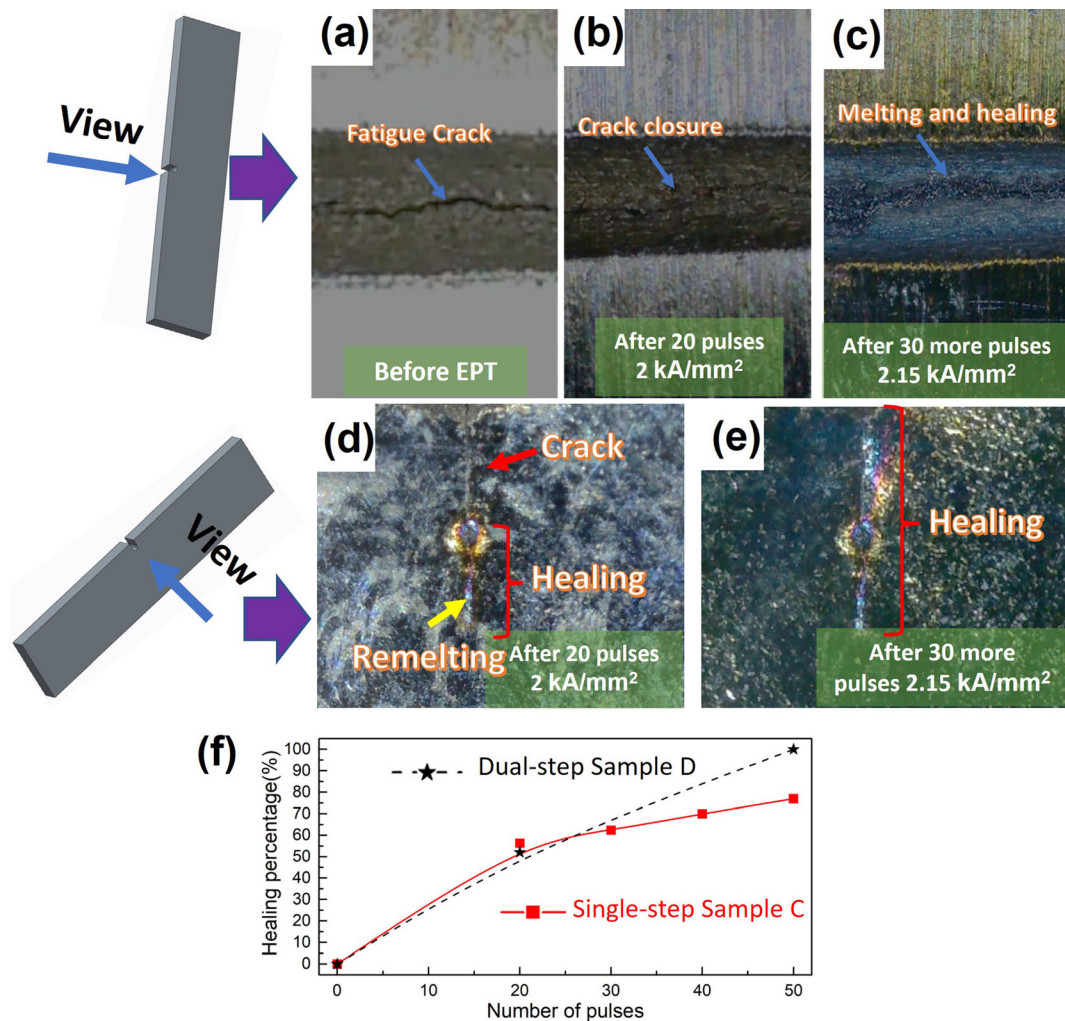 View
(a)
Fatigue Crack
Before EPT
(b)
Crack closure
After 20 pulses
2 kA/mm²
(c)
Melting and healing
After 30 more pulses
2.15 kA/mm²
View
(d)
Crack
Healing
Remelting
After 20 pulses
2 kA/mm²
(e)
Healing
After 30 more
pulses 2.15 kA/mm²
(f)
Healing percentage(%)
100
90
80
70
60
50
40
30
20
10
0
Dual-step Sample D
Single-step Sample C
0 10 20 30 40 50
Number of pulses